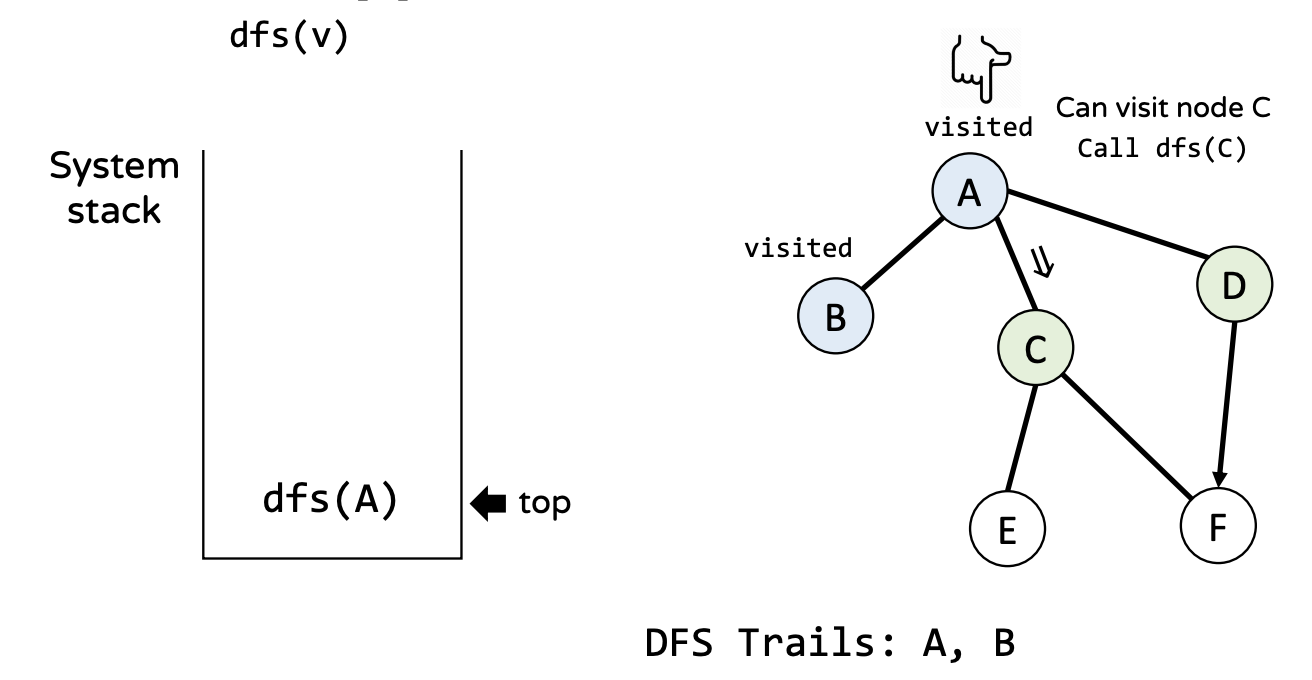 dfs(v)
System
stack
dfs(A)
top
visited
Can visit node C
Call dfs(C)
A
visited
B
D
C
E
F
DFS Trails: A, B